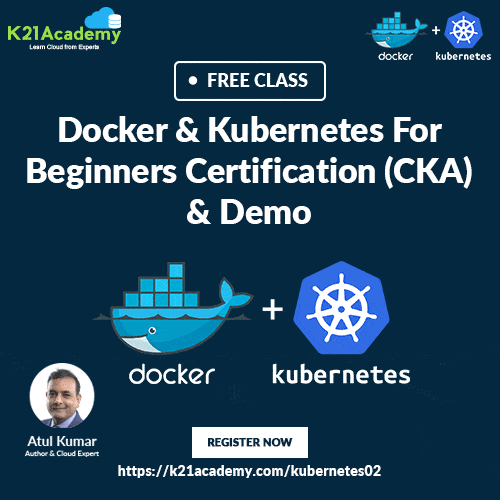 K21Academy
Learn Cloud from Experts
docker + kubernetes
• FREE CLASS
Docker & Kubernetes For
Beginners Certification (CKA)
& Demo
+
docker kubernetes
Atul Kumar
Author & Cloud Expert
REGISTER NOW
https://k21academy.com/kubernetes02